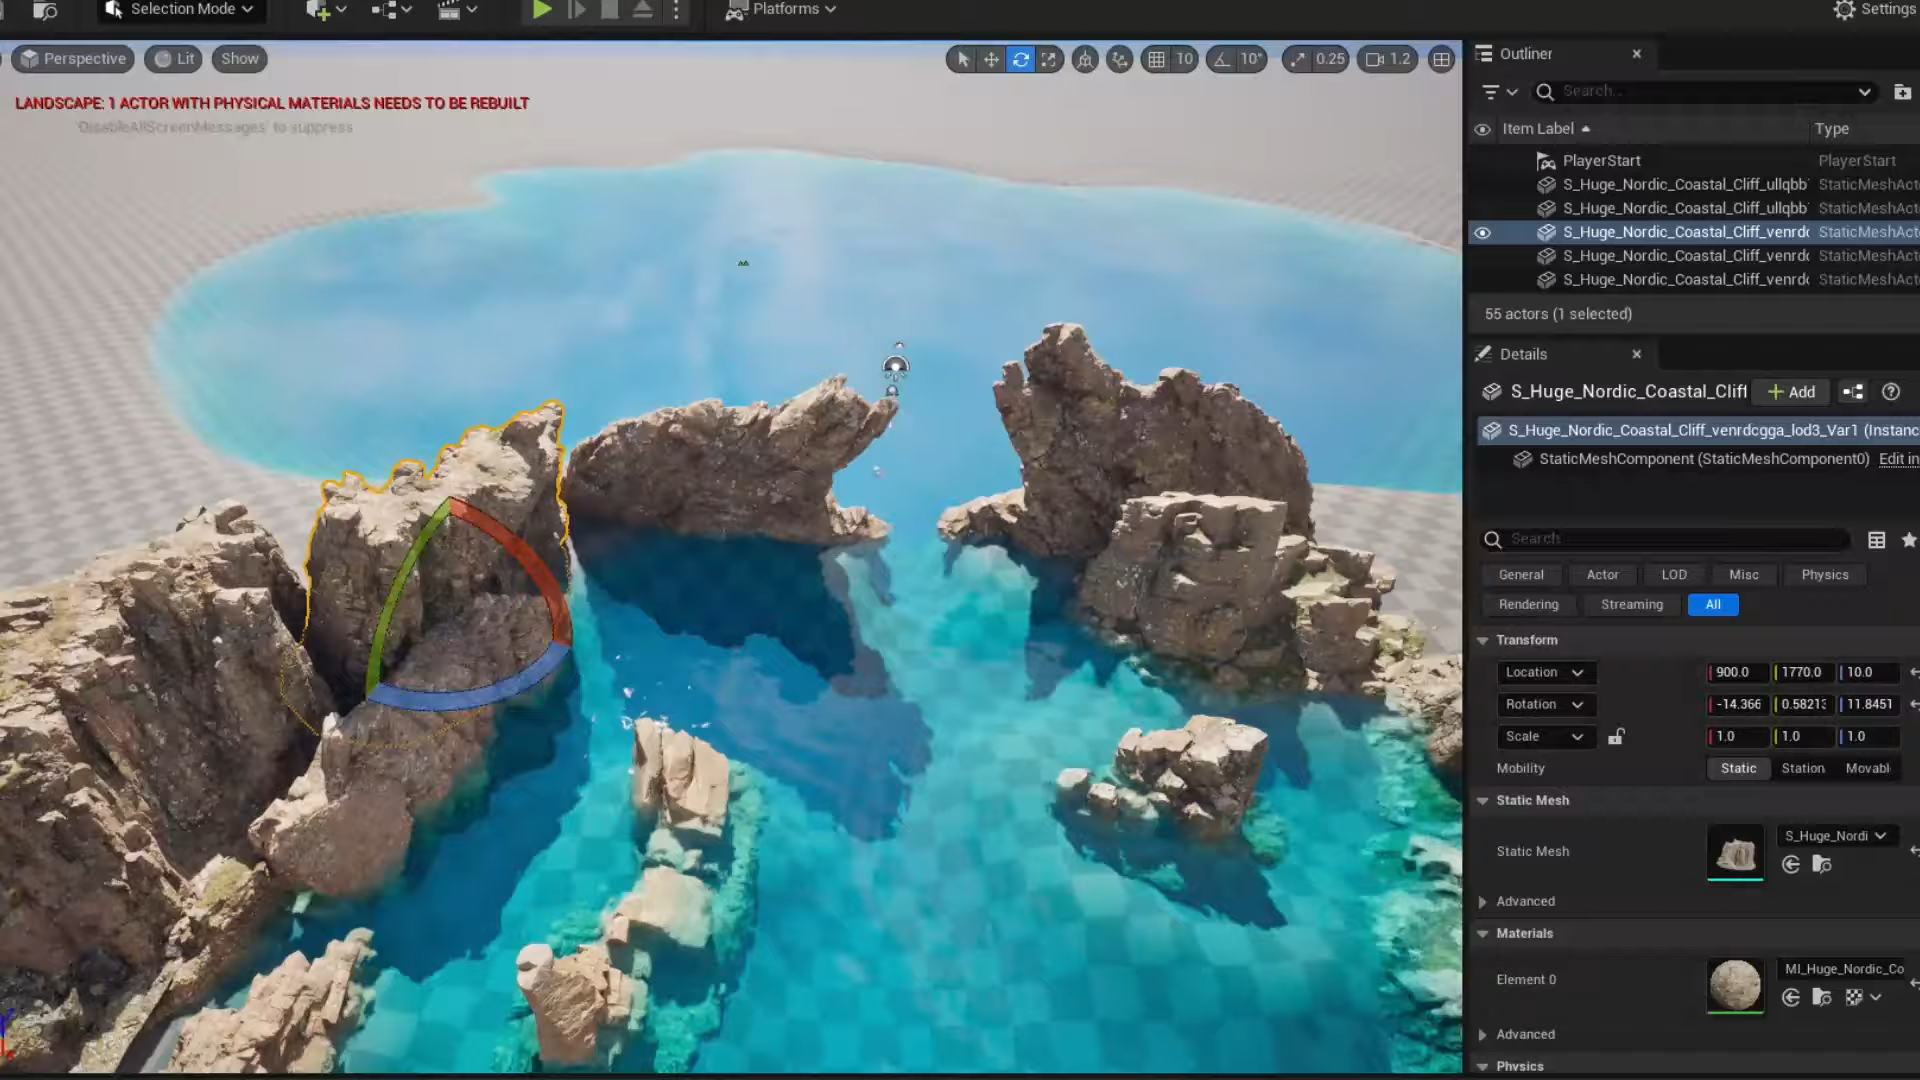 Selection Mode
Platforms
Settings
Perspective
Lit
Show
10
10°
0.25
1.2
LANDSCAPE: 1 ACTOR WITH PHYSICAL MATERIALS NEEDS TO BE REBUILT
'DisableAllScreenMessages' to suppress
Outliner
Search...
Item Label
Type
PlayerStart
PlayerStart
S_Huge_Nordic_Coastal_Cliff_ullqbb
StaticMeshAct
S_Huge_Nordic_Coastal_Cliff_ullqbb
StaticMeshAct
S_Huge_Nordic_Coastal_Cliff_venrdc
StaticMeshAct
S_Huge_Nordic_Coastal_Cliff_venrdc
StaticMeshAct
S_Huge_Nordic_Coastal_Cliff_venrdc
StaticMeshAct
55 actors (1 selected)
Details
S_Huge_Nordic_Coastal_Cliff
Add
S_Huge_Nordic_Coastal_Cliff_venrdcgga_lod3_Var1 (Instanc
StaticMeshComponent (StaticMeshComponent0)
Edit in
Search
General
Actor
LOD
Misc
Physics
Rendering
Streaming
All
Transform
Location
900.0
1770.0
10.0
Rotation
-14.366
0.58213
11.8451
Scale
1.0
1.0
1.0
Mobility
Static
Station
Movabl
Static Mesh
Static Mesh
S_Huge_Nordi
Advanced
Materials
Element 0
MI_Huge_Nordic_Co
Advanced
Physics